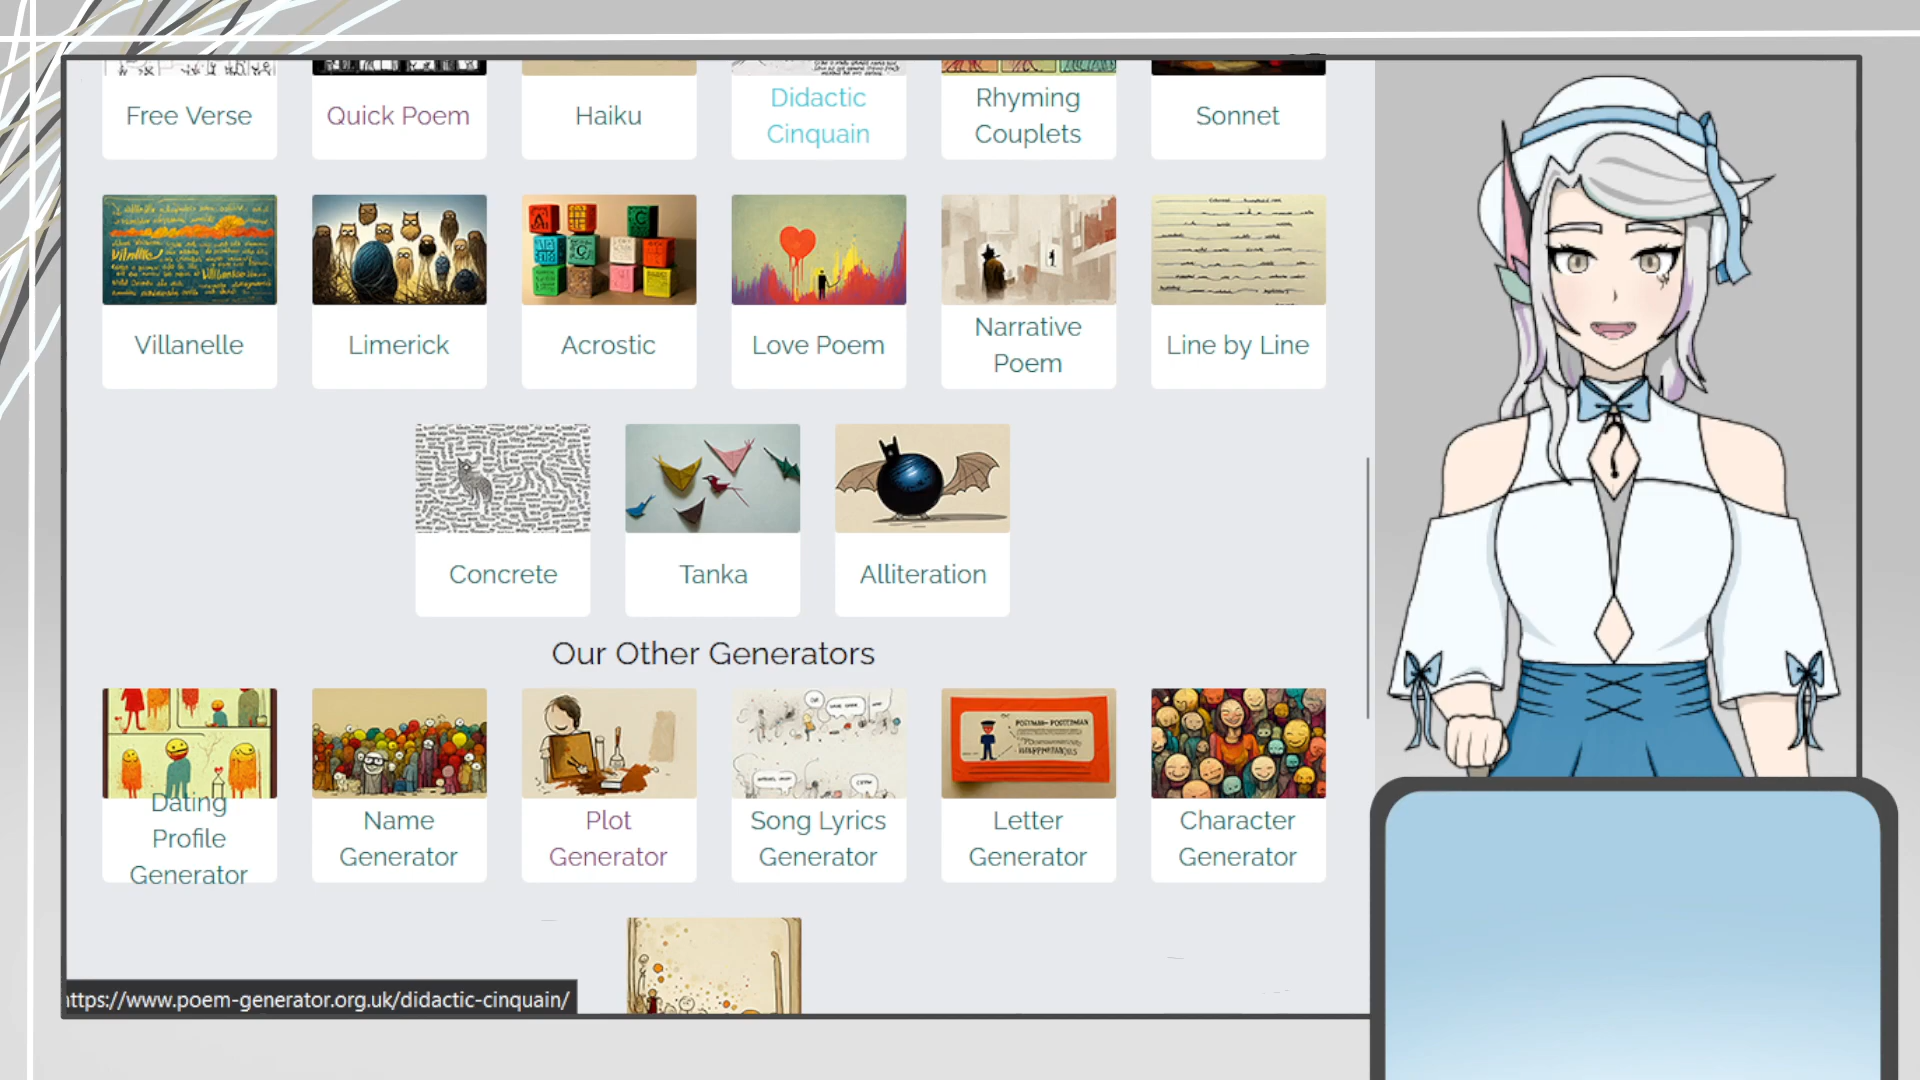 Free Verse
Quick Poem
Haiku
Didactic
Cinquain
Rhyming
Couplets
Sonnet
Villanelle
Limerick
Acrostic
Love Poem
Narrative
Poem
Line by Line
Concrete
Tanka
Alliteration
Our Other Generators
Dating
Profile
Generator
Name
Generator
Plot
Generator
Song Lyrics
Generator
Letter
Generator
Character
Generator
ttps://www.poem-generator.org.uk/didactic-cinquain/